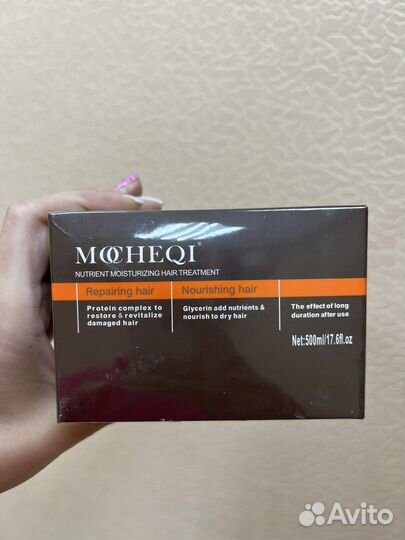 MOCHEQI®
NUTRIENT MOISTURIZING HAIR TREATMENT
Repairing hair
Protein complex to
restore & revitalize
damaged hair
Nourishing hair
Glycerin add nutrients &
nourish to dry hair
The effect of long
duration after use
Net:500ml/17.6fl.oz
Avito